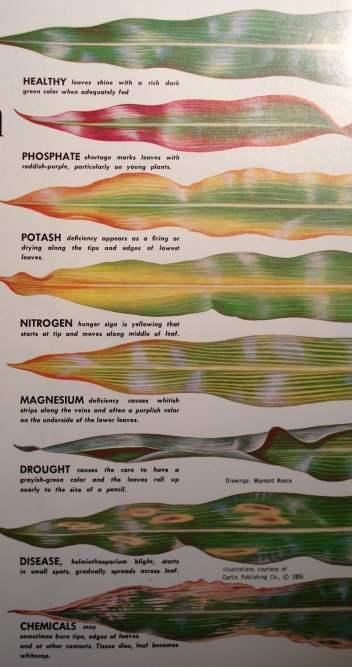 HEALTHY leaves shine with a rich dark
green color when adequately fed
PHOSPHATE shortage marks leaves with
reddish-purple, particularly on young plants.
POTASH deficiency appears as a firing or
drying along the tips and edges of lowest
leaves.
NITROGEN hunger sign is yellowing that
starts at tip and moves along middle of leaf.
MAGNESIUM deficiency causes whitish
strips along the veins and often a purplish color
on the underside of the lower leaves.
DROUGHT causes the corn to have a
grayish-green color and the leaves roll up
nearly to the size of a pencil.
Drawings: Maynard Reece
DISEASE, helminthosporium blight, starts
in small spots, gradually spreads across leaf.
Illustrations courtesy of
Curtis Publishing Co., © 1955
CHEMICALS may
sometimes burn tips, edges of leaves
and at other contacts. Tissue dies, leaf becomes
whitecap.